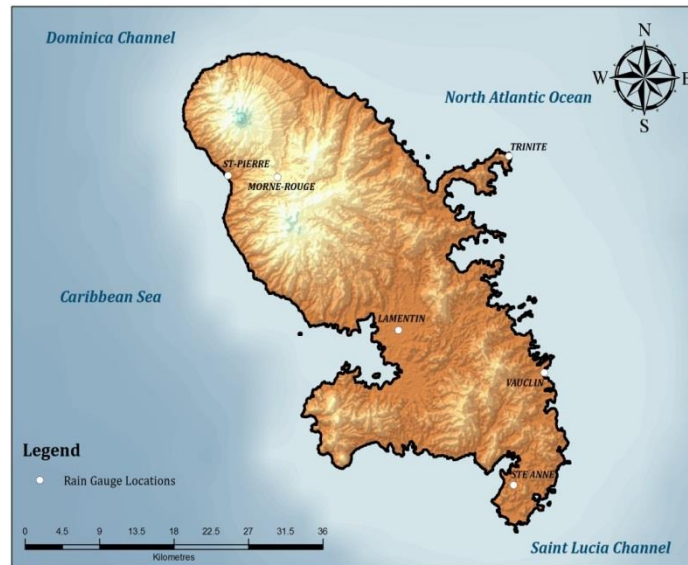 Dominica Channel
N
North Atlantic Ocean
W
E
S
TRINITE
ST-PIERRE
MORNE-ROUGE
Caribbean Sea
LAMENTIN
VAUCLIN
Legend
Rain Gauge Locations
STE ANNE
0 4.5 9 13.5 18 22.5 27 31.5 36
Kilometres
Saint Lucia Channel